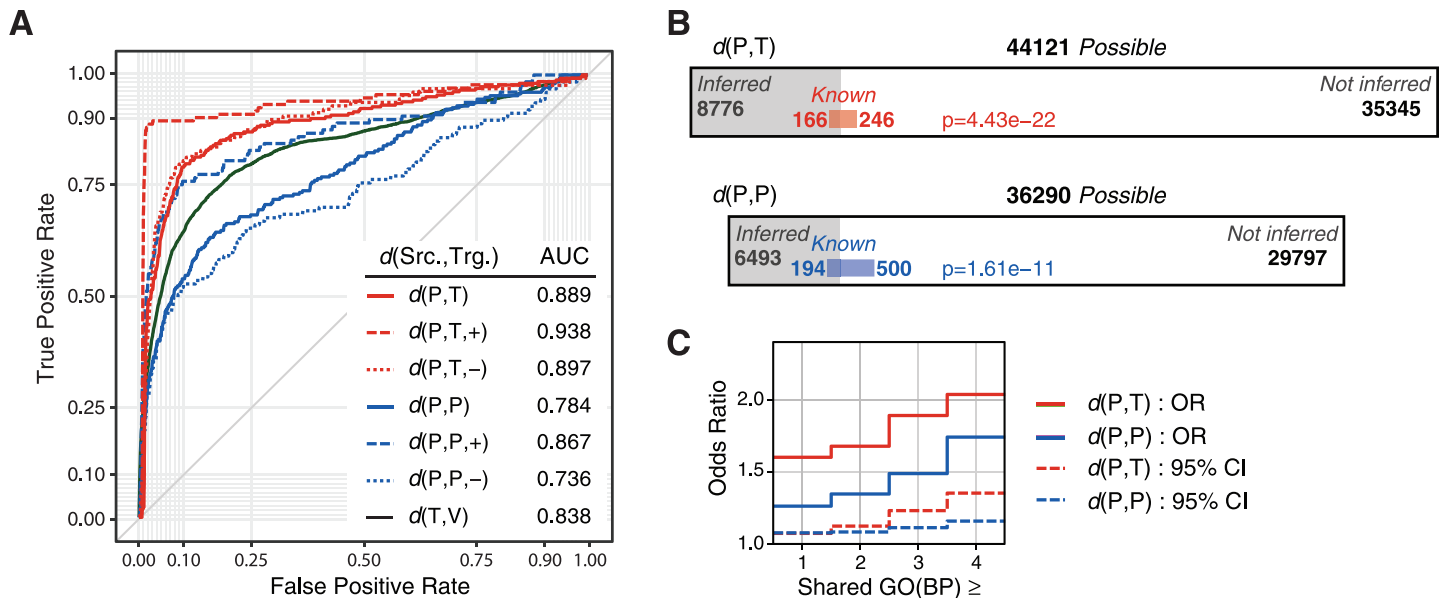 A
1.00
0.90
0.75
0.50
0.25
0.10
0.00
True Positive Rate
0.00 0.10 0.25 0.50 0.75 0.90 1.00
False Positive Rate
d(Src.,Trg.) AUC
d(P,T) 0.889
d(P,T,+) 0.938
d(P,T,−) 0.897
d(P,P) 0.784
d(P,P,+) 0.867
d(P,P,−) 0.736
d(T,V) 0.838
B
d(P,T) 44121 Possible
Inferred Not inferred
8776 Known 35345
166 246 p=4.43e−22
d(P,P) 36290 Possible
Inferred Known Not inferred
6493 194 500 p=1.61e−11 29797
C
2.0
1.5
1.0
Odds Ratio
1 2 3 4
Shared GO(BP) ≥
d(P,T) : OR
d(P,P) : OR
d(P,T) : 95% CI
d(P,P) : 95% CI